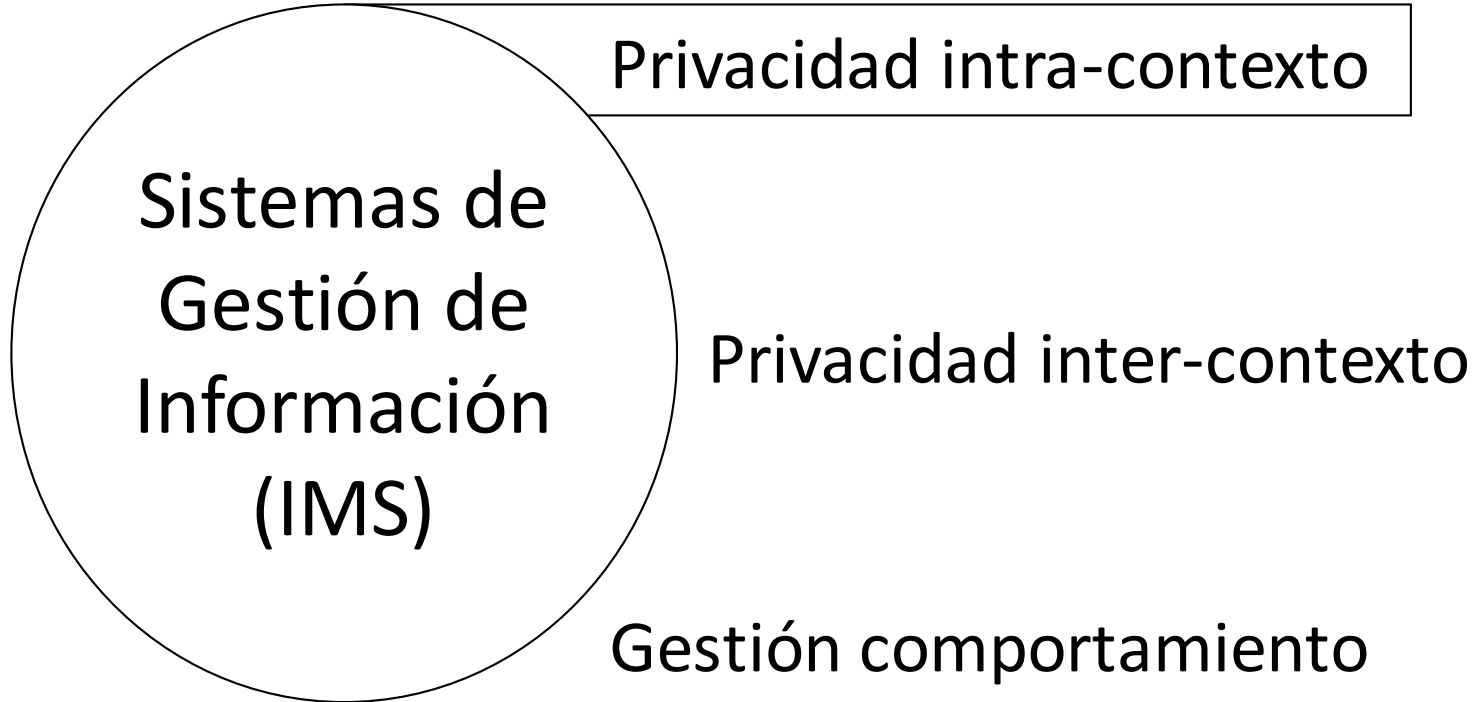 Privacidad intra-contexto
Sistemas de
Gestión de
Información
(IMS)
Privacidad inter-contexto
Gestión comportamiento